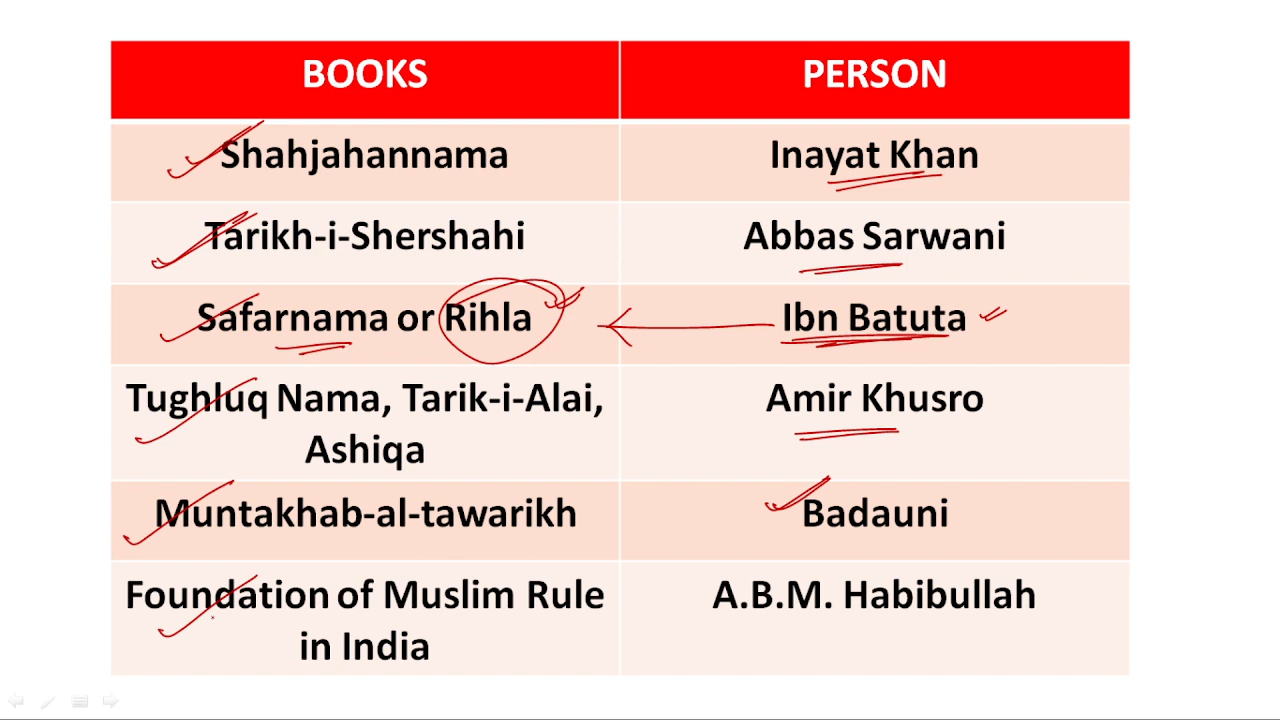 BOOKS PERSON
Shahjahannama Inayat Khan
Tarikh-i-Shershahi Abbas Sarwani
Safarnama or Rihla Ibn Batuta
Tughluq Nama, Tarik-i-Alai, Amir Khusro
Ashiqa
Muntakhab-al-tawarikh Badauni
Foundation of Muslim Rule A.B.M. Habibullah
in India